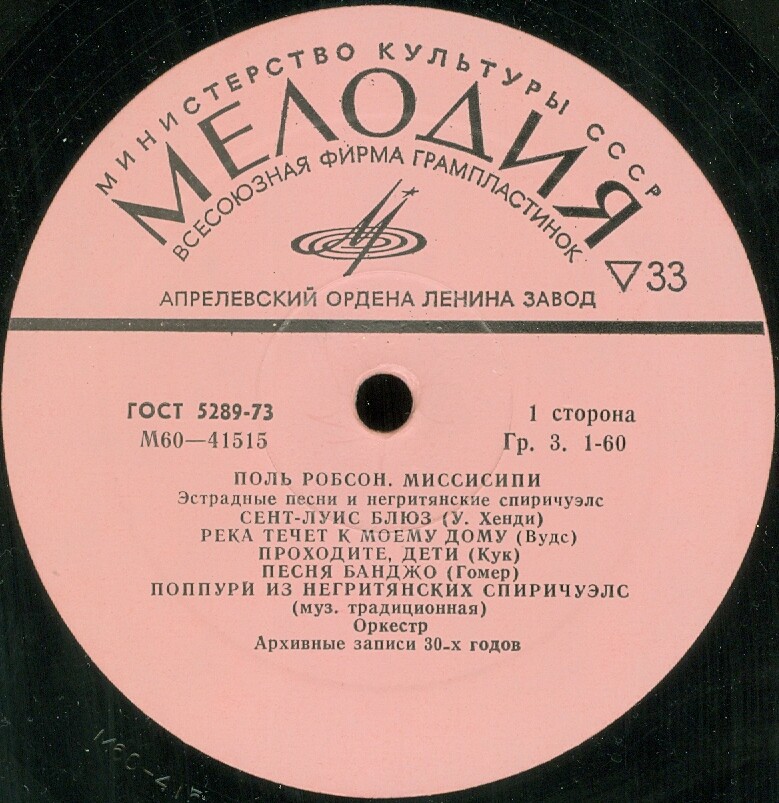 МИНИСТЕРСТВО КУЛЬТУРЫ СССР
МЕЛОДИЯ
ВСЕСОЮЗНАЯ ФИРМА ГРАМПЛАСТИНОК
33
АПРЕЛЕВСКИЙ ОРДЕНА ЛЕНИНА ЗАВОД
ГОСТ 5289-73
1 сторона
М60—41515
Гр. 3. 1-60
ПОЛЬ РОБСОН. МИССИСИПИ
Эстрадные песни и негритянские спиричуэлс
СЕНТ-ЛУИС БЛЮЗ (У. Хенди)
РЕКА ТЕЧЕТ К МОЕМУ ДОМУ (Вудс)
ПРОХОДИТЕ, ДЕТИ (Кук)
ПЕСНЯ БАНДЖО (Гомер)
ПОППУРИ ИЗ НЕГРИТЯНСКИХ СПИРИЧУЭЛС
(муз. традиционная)
Оркестр
Архивные записи 30-х годов